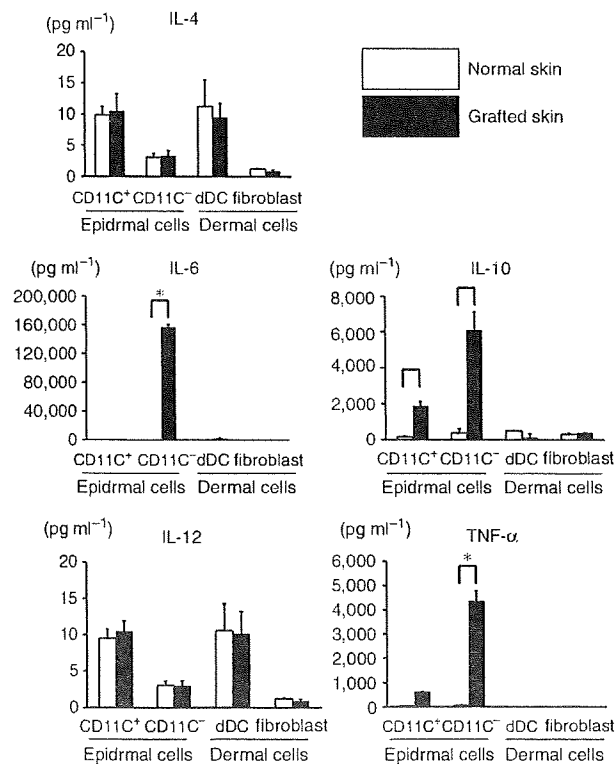 IL-4
(pg ml⁻¹)
20
15
10
5
0
CD11C⁺ CD11C⁻ dDC fibroblast
Epidrmal cells Dermal cells
Normal skin
Grafted skin
IL-6
(pg ml⁻¹)
200,000
160,000
120,000
80,000
40,000
0
*
CD11C⁺ CD11C⁻ dDC fibroblast
Epidrmal cells Dermal cells
IL-10
(pg ml⁻¹)
8,000
6,000
4,000
2,000
0
CD11C⁺ CD11C⁻ dDC fibroblast
Epidrmal cells Dermal cells
IL-12
(pg ml⁻¹)
20
15
10
5
0
CD11C⁺ CD11C⁻ dDC fibroblast
Epidrmal cells Dermal cells
TNF-α
(pg ml⁻¹)
6,000
5,000
4,000
3,000
2,000
1,000
0
*
CD11C⁺ CD11C⁻ dDC fibroblast
Epidrmal cells Dermal cells